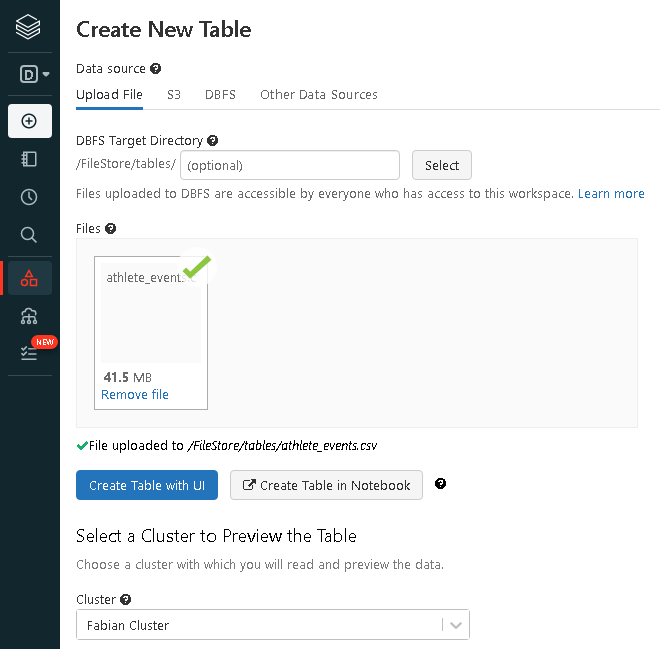 Create New Table
D
Data source
Upload File S3 DBFS Other Data Sources
DBFS Target Directory
/FileStore/tables/ (optional) Select
Files uploaded to DBFS are accessible by everyone who has access to this workspace. Learn more
Files
athlete_events
NEW
41.5 MB
Remove file
File uploaded to /FileStore/tables/athlete_events.csv
Create Table with UI Create Table in Notebook
Select a Cluster to Preview the Table
Choose a cluster with which you will read and preview the data.
Cluster
Fabian Cluster